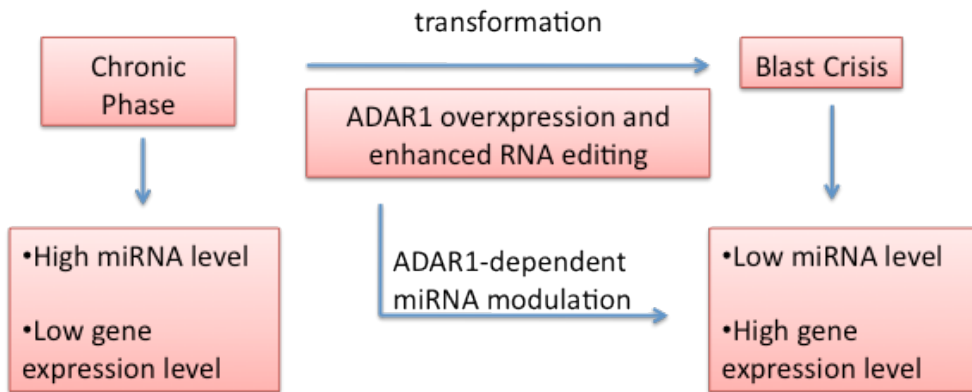 transformation
Chronic
Phase
Blast Crisis
ADAR1 overxpression and
enhanced RNA editing
•High miRNA level
•Low gene
expression level
ADAR1-dependent
miRNA modulation
•Low miRNA level
•High gene
expression level